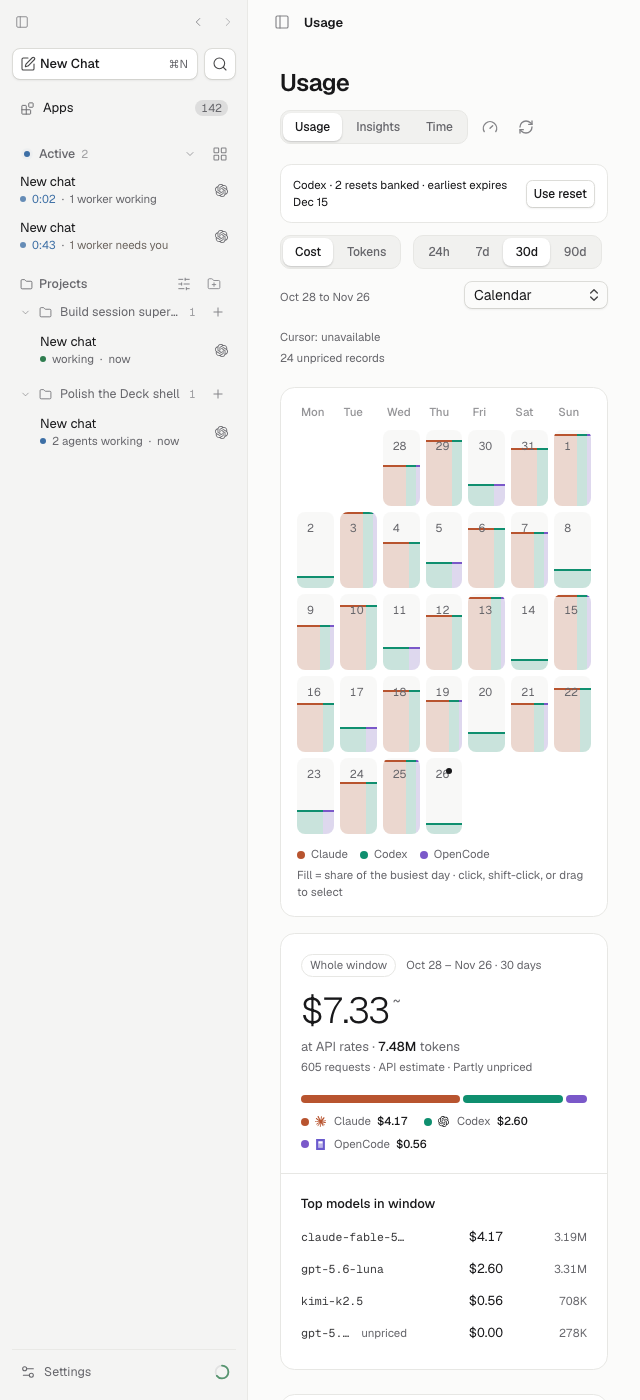 New Chat ⌘N
Apps 142
Active 2
New chat
0:02 · 1 worker working
New chat
0:43 · 1 worker needs you
Projects
Build session super… 1
New chat
working · now
Polish the Deck shell 1
New chat
2 agents working · now
Settings
Usage
Usage
Usage Insights Time
Codex · 2 resets banked · earliest expires
Dec 15
Use reset
Cost Tokens 24h 7d 30d 90d
Oct 28 to Nov 26 Calendar
Cursor: unavailable
24 unpriced records
Mon Tue Wed Thu Fri Sat Sun
28 29 30 31 1
2 3 4 5 6 7 8
9 10 11 12 13 14 15
16 17 18 19 20 21 22
23 24 25 26
Claude Codex OpenCode
Fill = share of the busiest day · click, shift-click, or drag
to select
Whole window Oct 28 – Nov 26 · 30 days
$7.33 ~
at API rates · 7.48M tokens
605 requests · API estimate · Partly unpriced
Claude $4.17 Codex $2.60
OpenCode $0.56
Top models in window
claude-fable-5… $4.17 3.19M
gpt-5.6-luna $2.60 3.31M
kimi-k2.5 $0.56 708K
gpt-5.… unpriced $0.00 278K